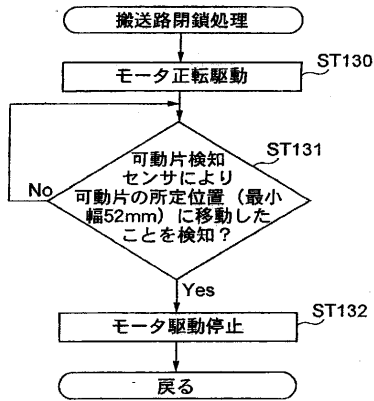 搬送路閉鎖処理
ST130
モータ正転駆動
ST131
可動片検知
センサにより
可動片の所定位置（最小
幅52mm）に移動した
ことを検知？
No
Yes
ST132
モータ駆動停止
戻る